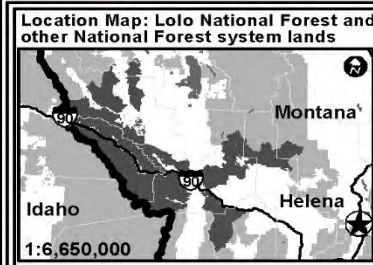 Location Map: Lolo National Forest and
other National Forest system lands
N
90
Montana
90
Idaho
Helena
1:6,650,000